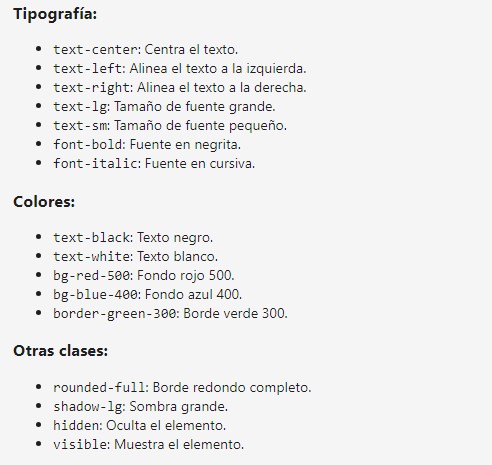 Tipografía:
• text-center: Centra el texto.
• text-left: Alinea el texto a la izquierda.
• text-right: Alinea el texto a la derecha.
• text-lg: Tamaño de fuente grande.
• text-sm: Tamaño de fuente pequeño.
• font-bold: Fuente en negrita.
• font-italic: Fuente en cursiva.
Colores:
• text-black: Texto negro.
• text-white: Texto blanco.
• bg-red-500: Fondo rojo 500.
• bg-blue-400: Fondo azul 400.
• border-green-300: Borde verde 300.
Otras clases:
• rounded-full: Borde redondo completo.
• shadow-lg: Sombra grande.
• hidden: Oculta el elemento.
• visible: Muestra el elemento.